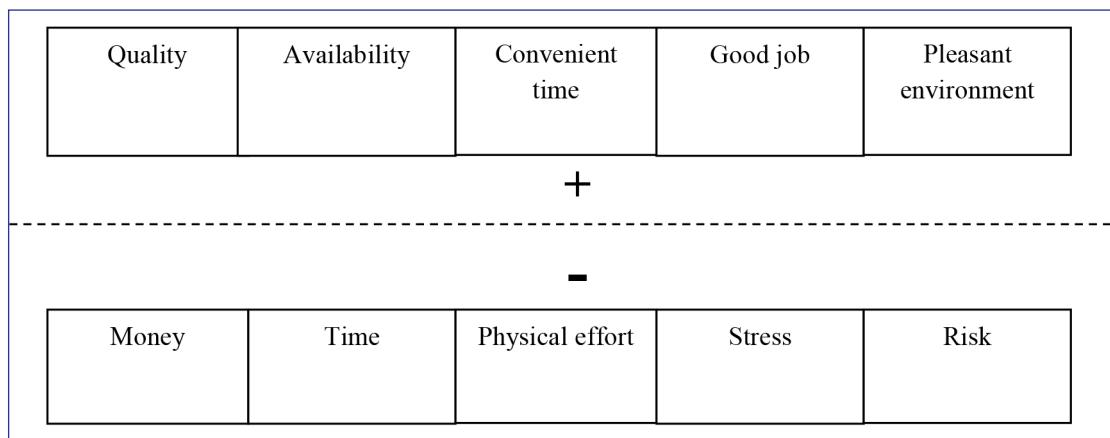 Quality Availability Convenient Good job Pleasant
time environment
+
-
Money Time Physical effort Stress Risk